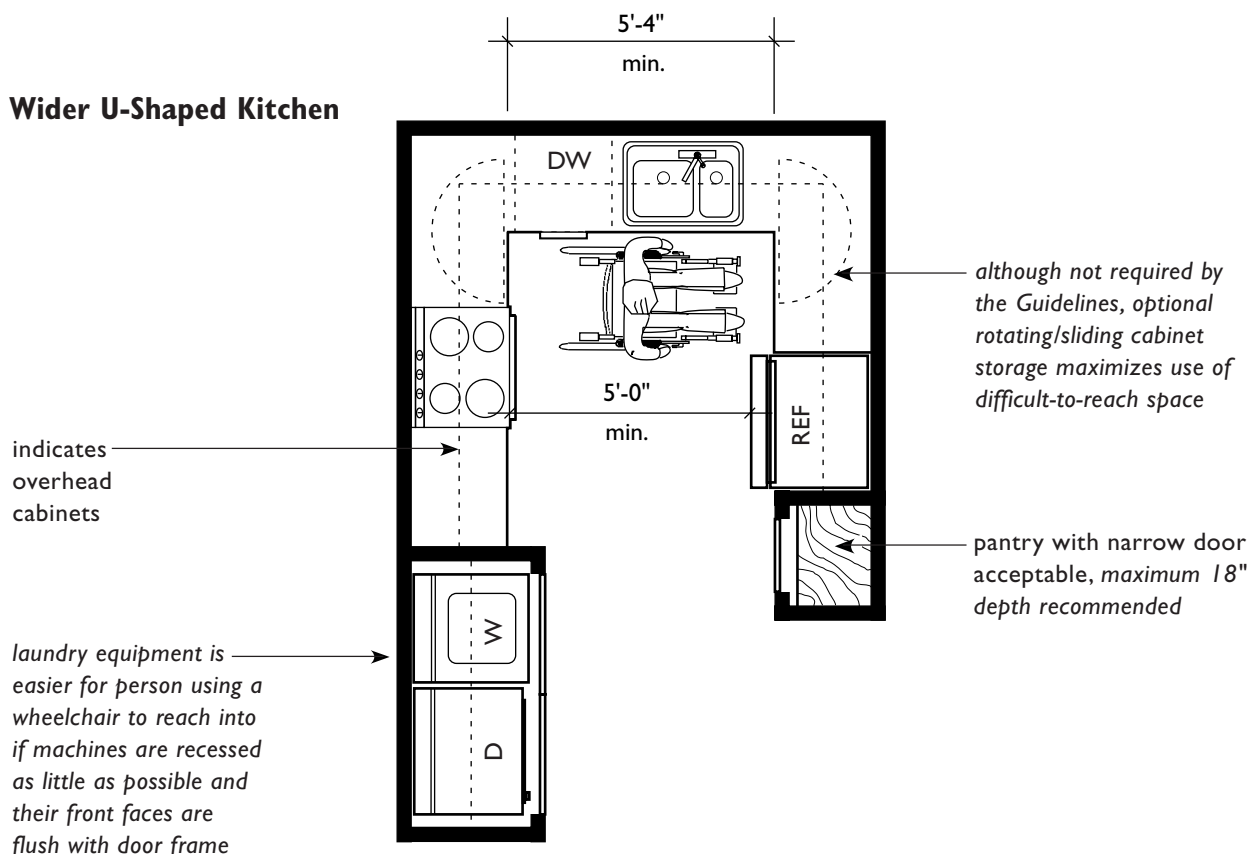 5'-4"
min.
Wider U-Shaped Kitchen
DW
although not required by
the Guidelines, optional
rotating/sliding cabinet
storage maximizes use of
difficult-to-reach space
5'-0"
min.
REF
indicates
overhead
cabinets
pantry with narrow door
acceptable, maximum 18"
depth recommended
W
D
laundry equipment is
easier for person using a
wheelchair to reach into
if machines are recessed
as little as possible and
their front faces are
flush with door frame